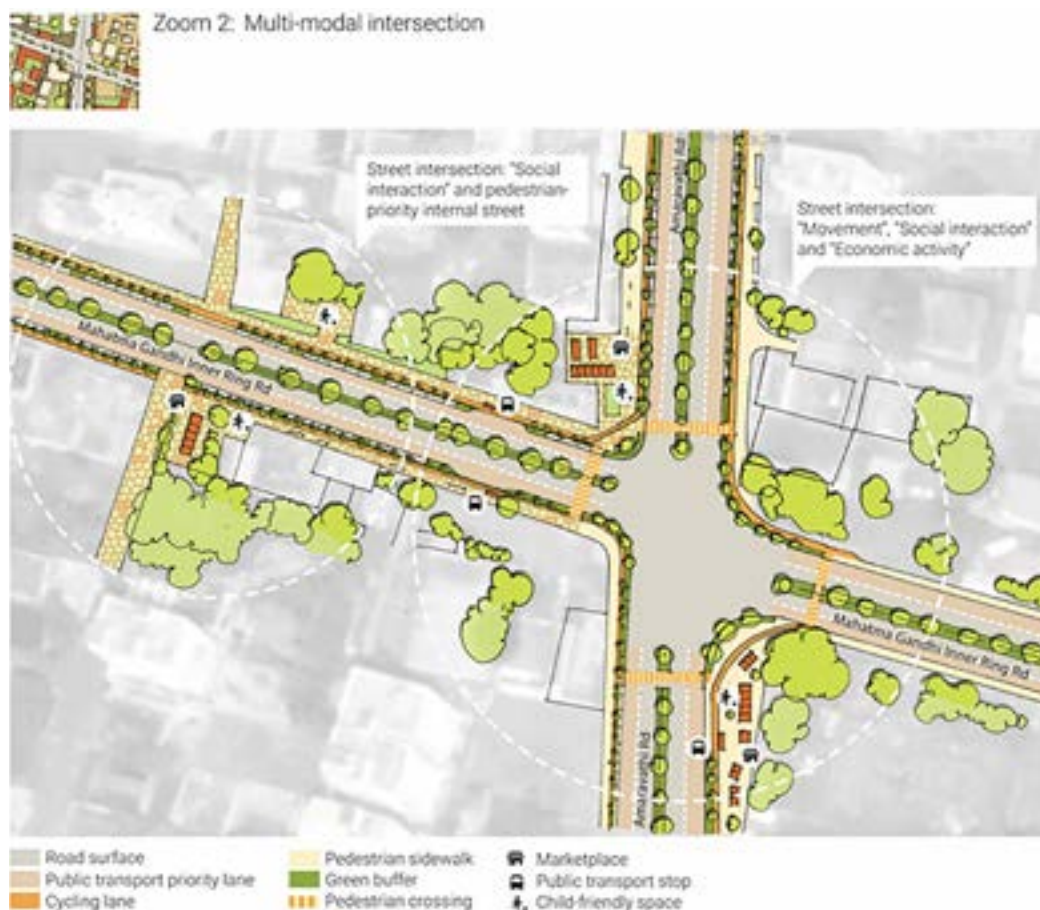 Zoom 2: Multi-modal intersection
Street intersection: "Social
interaction" and pedestrian-
priority internal street
Street intersection:
"Movement", "Social interaction"
and "Economic activity"
Amaravathi Rd
Mahabma Gandhi Inner Ring Rd
Mahabma Gandhi Inner Ring Rd
Amaravathi Rd
Road surface
Public transport priority lane
Cycling lane
Pedestrian sidewalk
Green buffer
Pedestrian crossing
Marketplace
Public transport stop
Child-friendly space